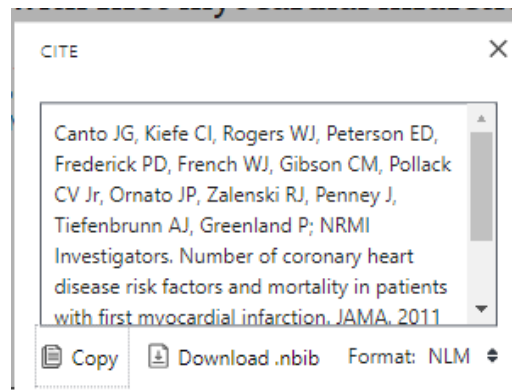 CITE
Canto JG, Kiefe CI, Rogers WJ, Peterson ED,
Frederick PD, French WJ, Gibson CM, Pollack
CV Jr, Ornato JP, Zalenski RJ, Penney J,
Tiefenbrunn AJ, Greenland P; NRMI
Investigators. Number of coronary heart
disease risk factors and mortality in patients
with first myocardial infarction. JAMA. 2011
Copy Download .nbib Format: NLM